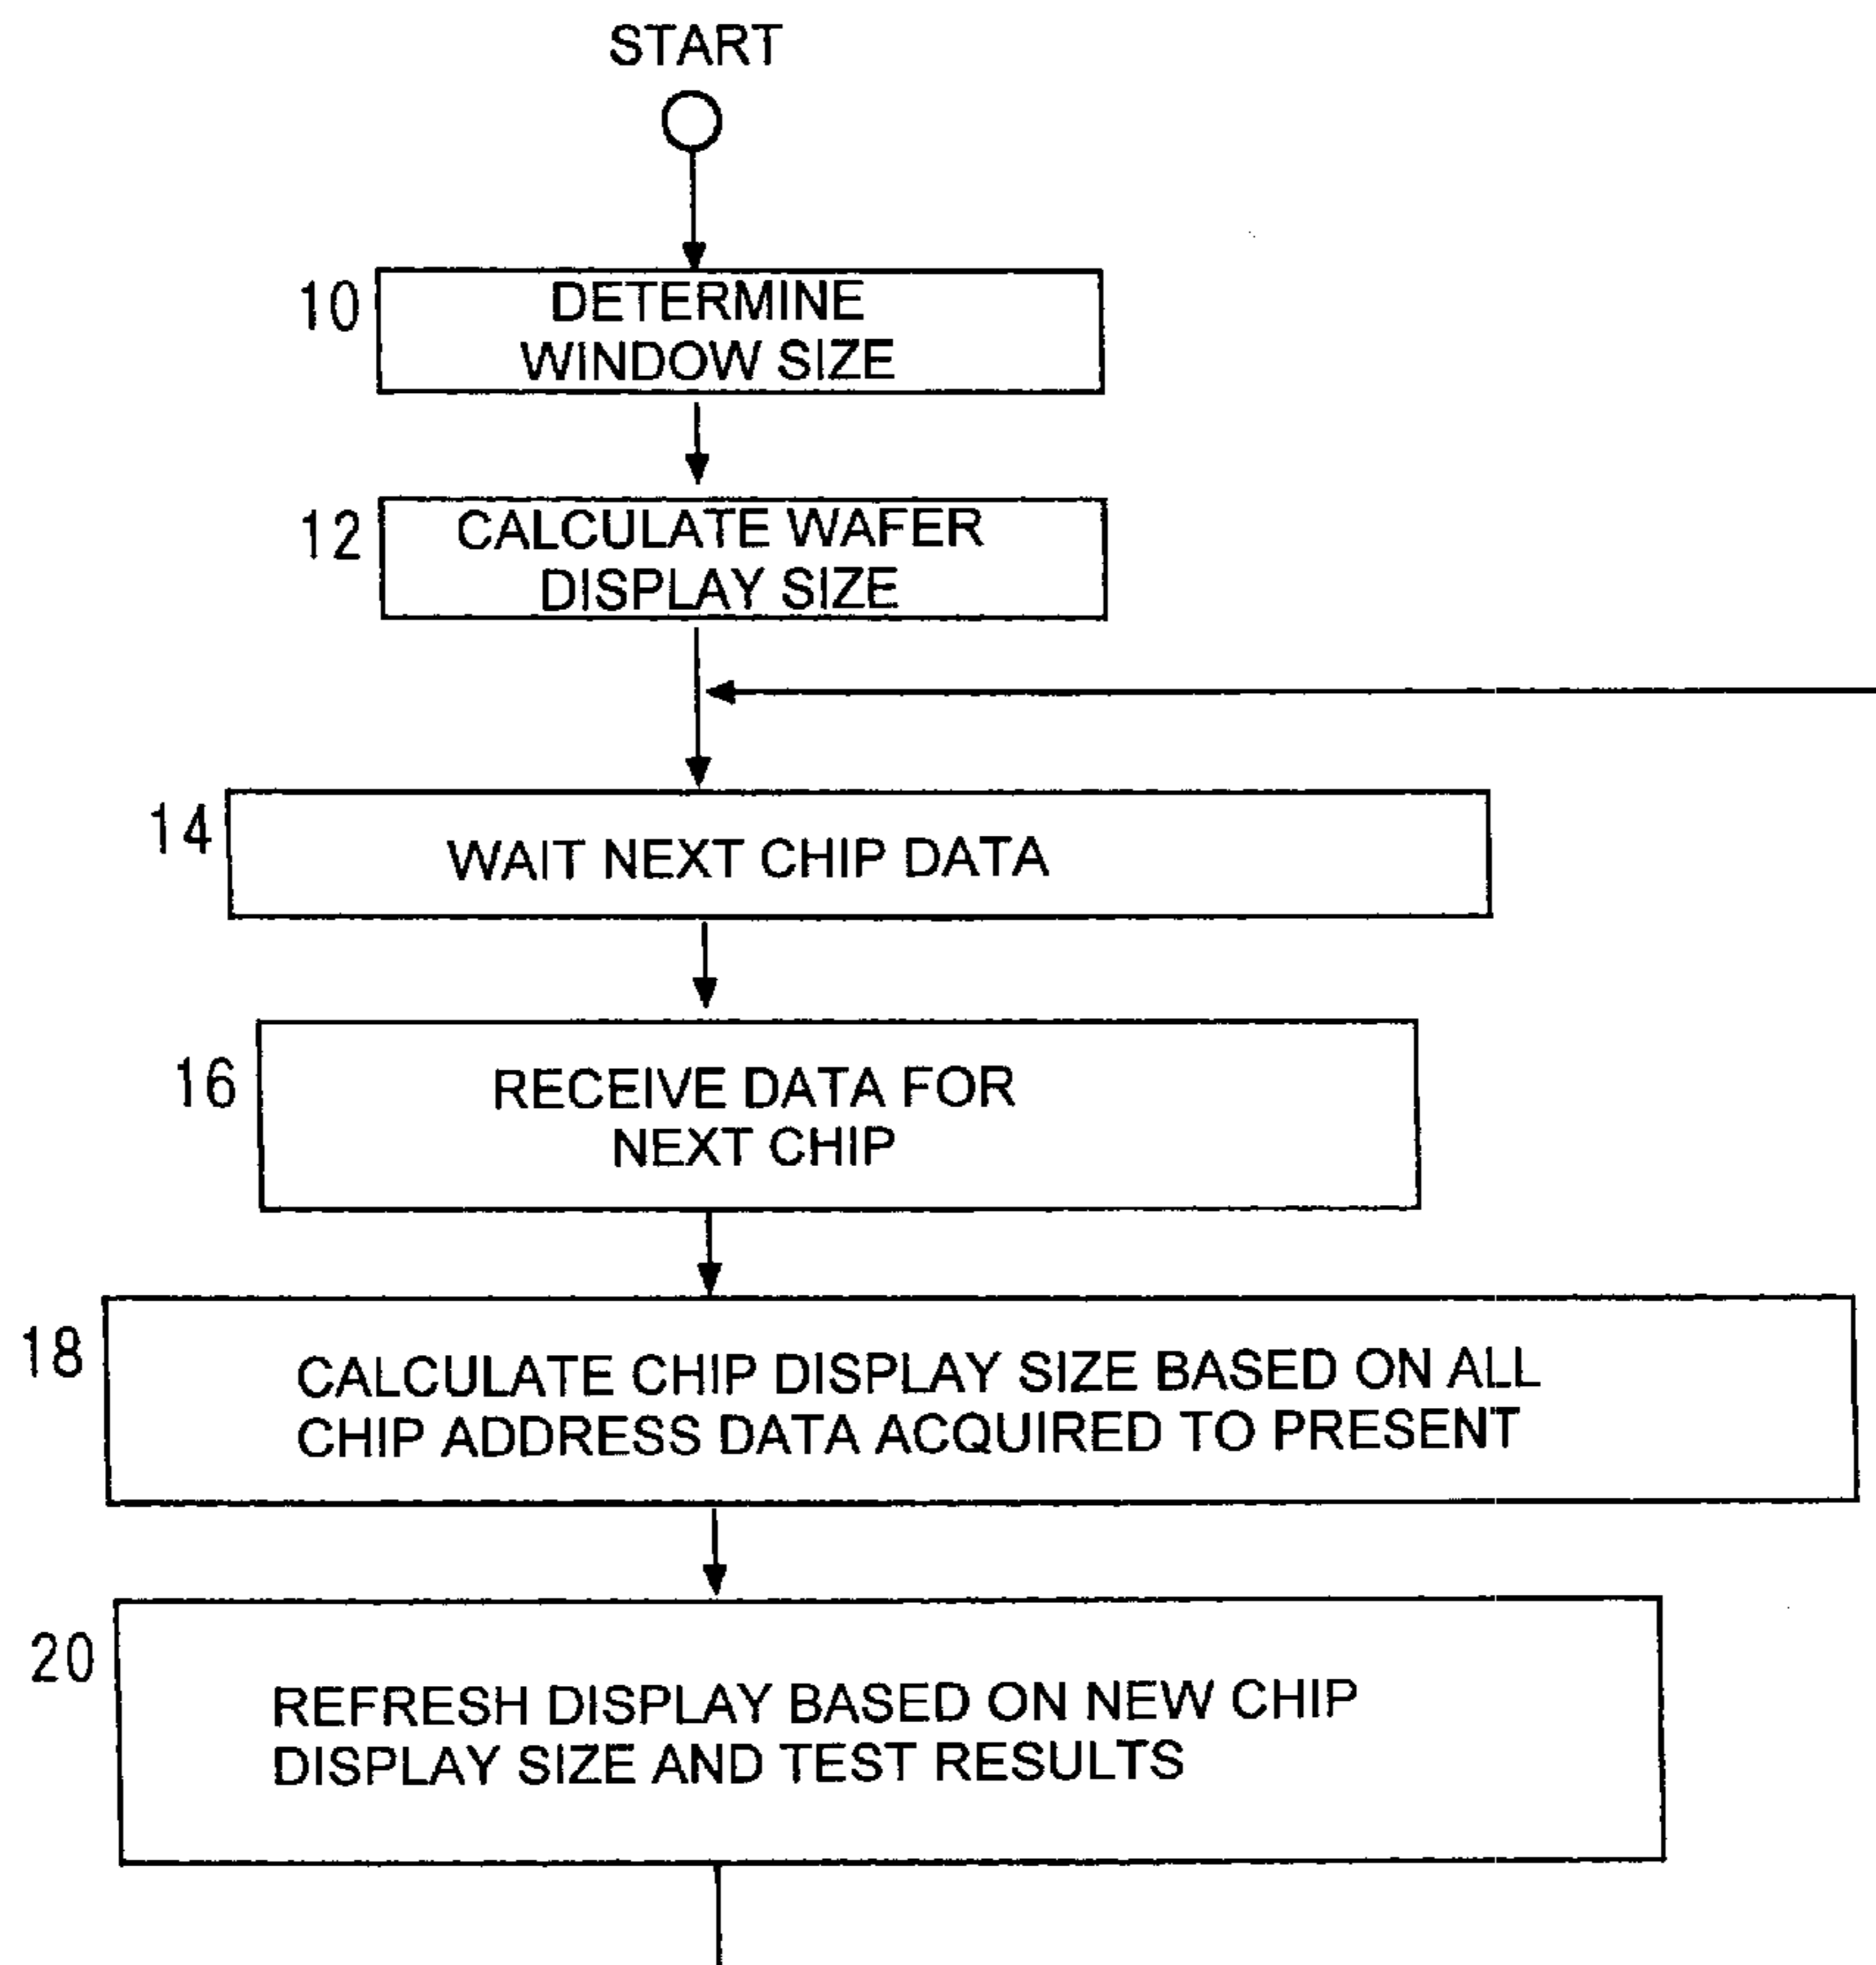 START
10
DETERMINE
WINDOW SIZE
12
CALCULATE WAFER
DISPLAY SIZE
14
WAIT NEXT CHIP DATA
16
RECEIVE DATA FOR
NEXT CHIP
18
CALCULATE CHIP DISPLAY SIZE BASED ON ALL
CHIP ADDRESS DATA ACQUIRED TO PRESENT
20
REFRESH DISPLAY BASED ON NEW CHIP
DISPLAY SIZE AND TEST RESULTS